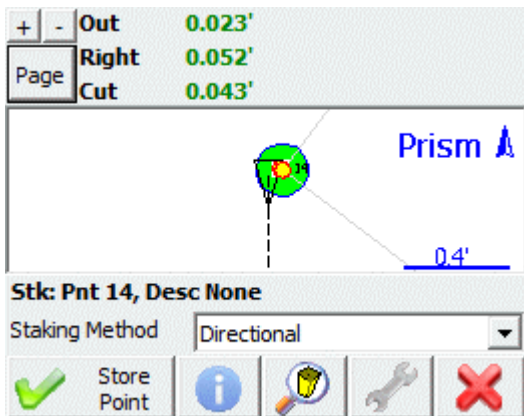 + - Out 0.023'
Page Right 0.052'
Cut 0.043'
Prism
14
0.4'
Stk: Pnt 14, Desc None
Staking Method Directional
Store
Point